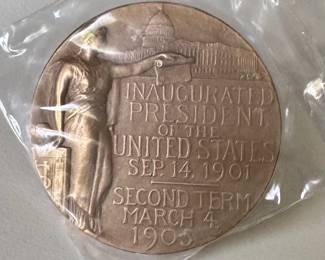 INAUGURATED
PRESIDENT
OF THE
UNITED STATES
SEP. 14, 1901
SECOND TERM
MARCH 4,
1905